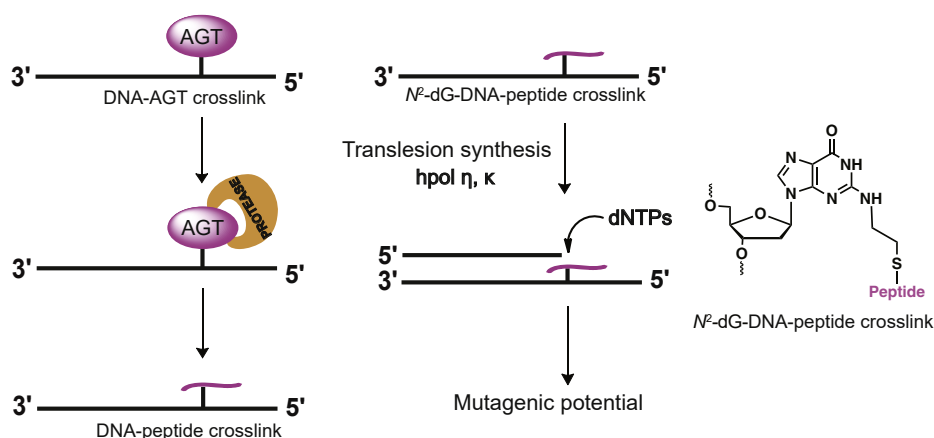 AGT
3' 5'
DNA-AGT crosslink
AGT
PROTEASE
3' 5'
3' 5'
DNA-peptide crosslink
3' 5'
N²-dG-DNA-peptide crosslink
Translesion synthesis
hpol η, κ
dNTPs
5'
3' 5'
Mutagenic potential
O
N
NH
N
N
NH
O
O
O
S
Peptide
N²-dG-DNA-peptide crosslink